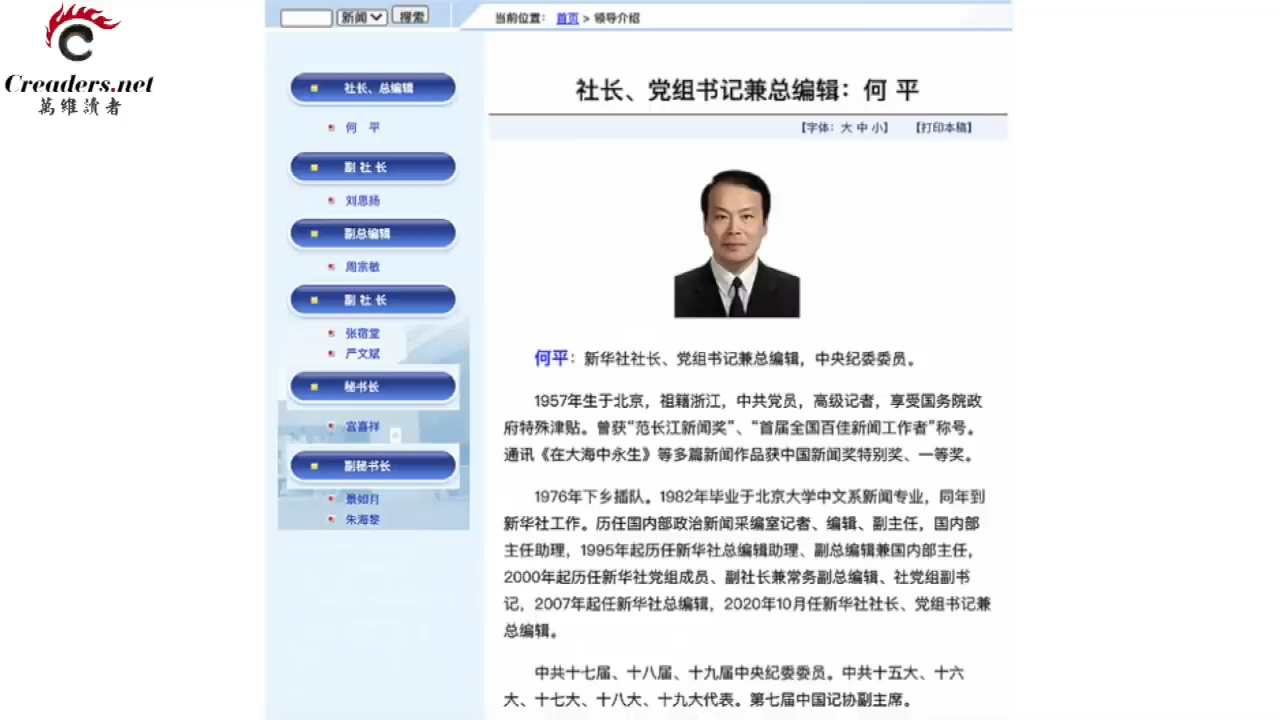 Creaders.net
萬維讀者
新闻 搜索
当前位置： 首页 > 领导介绍
社长、总编辑
何 平
副 社 长
刘思扬
副总编辑
周宗敏
副 社 长
张宿堂
严文斌
秘书长
宫喜祥
副秘书长
景如月
朱海黎
社长、党组书记兼总编辑：何 平
【字体：大 中 小】 【打印本稿】
何平：新华社社长、党组书记兼总编辑，中央纪委委员。
1957年生于北京，祖籍浙江，中共党员，高级记者，享受国务院政
府特殊津贴。曾获“范长江新闻奖”、“首届全国百佳新闻工作者”称号。
通讯《在大海中永生》等多篇新闻作品获中国新闻奖特别奖、一等奖。
1976年下乡插队。1982年毕业于北京大学中文系新闻专业，同年到
新华社工作。历任国内部政治新闻采编室记者、编辑、副主任，国内部
主任助理，1995年起历任新华社总编辑助理、副总编辑兼国内部主任，
2000年起历任新华社党组成员、副社长兼常务副总编辑、社党组副书
记，2007年起任新华社总编辑，2020年10月任新华社社长、党组书记兼
总编辑。
中共十七届、十八届、十九届中央纪委委员。中共十五大、十六
大、十七大、十八大、十九大代表。第七届中国记协副主席。